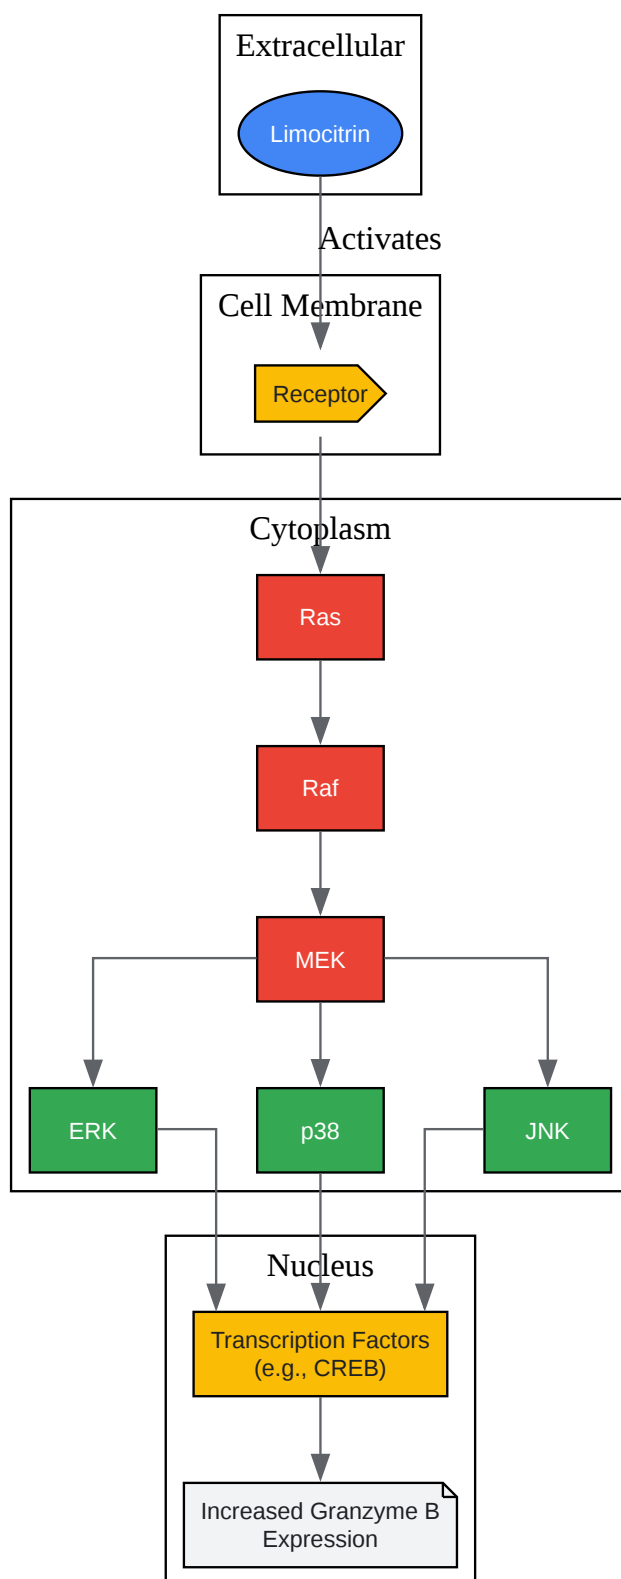 Extracellular
Limocitrin
Activates
Cell Membrane
Receptor
Cytoplasm
Ras
Raf
MEK
ERK
p38
JNK
Nucleus
Transcription Factors
(e.g., CREB)
Increased Granzyme B
Expression